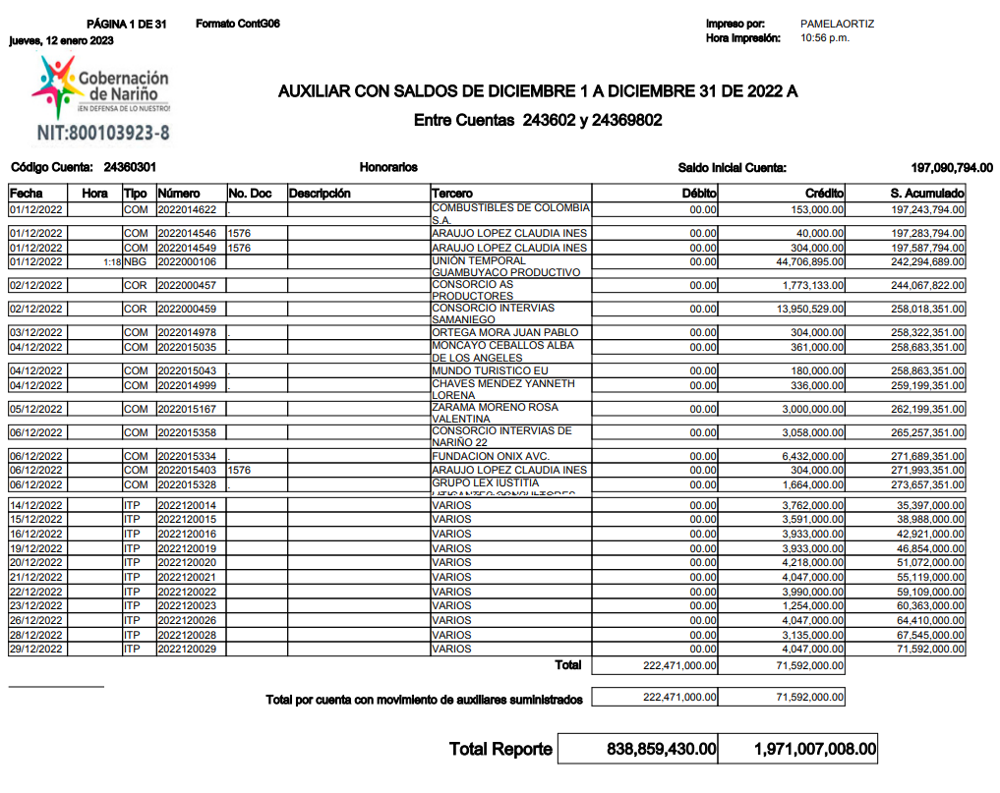 PÁGINA 1 DE 31 Formato ContG06 Impreso por: PAMELAORTIZ
jueves, 12 enero 2023 Hora Impresión: 10:56 p.m.
Gobernación
de Nariño
¡EN DEFENSA DE LO NUESTRO!
NIT:800103923-8
AUXILIAR CON SALDOS DE DICIEMBRE 1 A DICIEMBRE 31 DE 2022 A
Entre Cuentas 243602 y 24369802
Código Cuenta: 24360301 Honorarios Saldo Inicial Cuenta: 197,090,794.00
Fecha Hora Tipo Número No. Doc Descripción Tercero Débito Crédito S. Acumulado
01/12/2022 COM 2022014622 . COMBUSTIBLES DE COLOMBIA 00.00 153,000.00 197,243,794.00
S.A.
01/12/2022 COM 2022014546 1576 ARAUJO LOPEZ CLAUDIA INES 00.00 40,000.00 197,283,794.00
01/12/2022 COM 2022014549 1576 ARAUJO LOPEZ CLAUDIA INES 00.00 304,000.00 197,587,794.00
01/12/2022 1:18 NBG 2022000106 UNIÓN TEMPORAL 00.00 44,706,895.00 242,294,689.00
GUAMBUYACO PRODUCTIVO
02/12/2022 COR 2022000457 CONSORCIO AS 00.00 1,773,133.00 244,067,822.00
PRODUCTORES
02/12/2022 COR 2022000459 CONSORCIO INTERVIAS 00.00 13,950,529.00 258,018,351.00
SAMANIEGO
03/12/2022 COM 2022014978 . ORTEGA MORA JUAN PABLO 00.00 304,000.00 258,322,351.00
04/12/2022 COM 2022015035 . MONCAYO CEBALLOS ALBA 00.00 361,000.00 258,683,351.00
DE LOS ANGELES
04/12/2022 COM 2022015043 . MUNDO TURISTICO EU 00.00 180,000.00 258,863,351.00
04/12/2022 COM 2022014999 . CHAVES MENDEZ YANNETH 00.00 336,000.00 259,199,351.00
LORENA
05/12/2022 COM 2022015167 ZARAMA MORENO ROSA 00.00 3,000,000.00 262,199,351.00
VALENTINA
06/12/2022 COM 2022015358 CONSORCIO INTERVIAS DE 00.00 3,058,000.00 265,257,351.00
NARIÑO 22
06/12/2022 COM 2022015334 . FUNDACION ONIX AVC. 00.00 6,432,000.00 271,689,351.00
06/12/2022 COM 2022015403 1576 ARAUJO LOPEZ CLAUDIA INES 00.00 304,000.00 271,993,351.00
06/12/2022 COM 2022015328 . GRUPO LEX IUSTITIA 00.00 1,664,000.00 273,657,351.00
14/12/2022 ITP 2022120014 VARIOS 00.00 3,762,000.00 35,397,000.00
15/12/2022 ITP 2022120015 VARIOS 00.00 3,591,000.00 38,988,000.00
16/12/2022 ITP 2022120016 VARIOS 00.00 3,933,000.00 42,921,000.00
19/12/2022 ITP 2022120019 VARIOS 00.00 3,933,000.00 46,854,000.00
20/12/2022 ITP 2022120020 VARIOS 00.00 4,218,000.00 51,072,000.00
21/12/2022 ITP 2022120021 VARIOS 00.00 4,047,000.00 55,119,000.00
22/12/2022 ITP 2022120022 VARIOS 00.00 3,990,000.00 59,109,000.00
23/12/2022 ITP 2022120023 VARIOS 00.00 1,254,000.00 60,363,000.00
26/12/2022 ITP 2022120026 VARIOS 00.00 4,047,000.00 64,410,000.00
28/12/2022 ITP 2022120028 VARIOS 00.00 3,135,000.00 67,545,000.00
29/12/2022 ITP 2022120029 VARIOS 00.00 4,047,000.00 71,592,000.00
Total 222,471,000.00 71,592,000.00
Total por cuenta con movimiento de auxiliares suministrados 222,471,000.00 71,592,000.00
Total Reporte 838,859,430.00 1,971,007,008.00